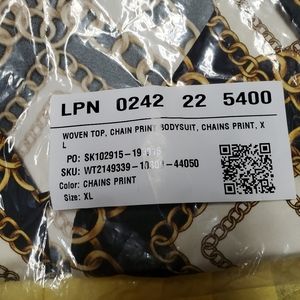 LPN 0242 22 5400
WOVEN TOP, CHAIN PRINT BODYSUIT, CHAINS PRINT, X
L
PO: SK102915-19
SKU: WT2149339-44050
Color: CHAINS PRINT
Size: XL